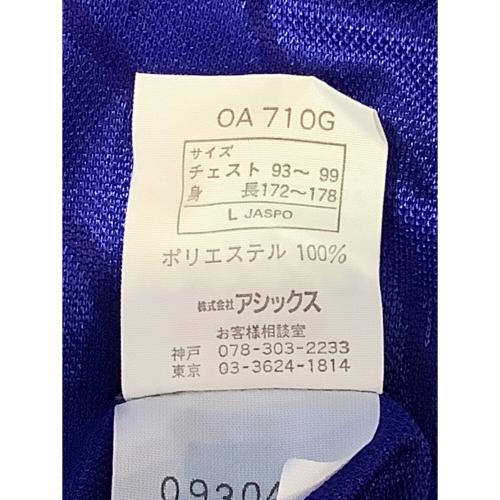 OA 710G
サイズ
チェスト 93～ 99
身 長172～178
L JASPO
ポリエステル 100%
株式会社アシックス
お客様相談室
神戸 078-303-2233
東京 03-3624-1814
0930